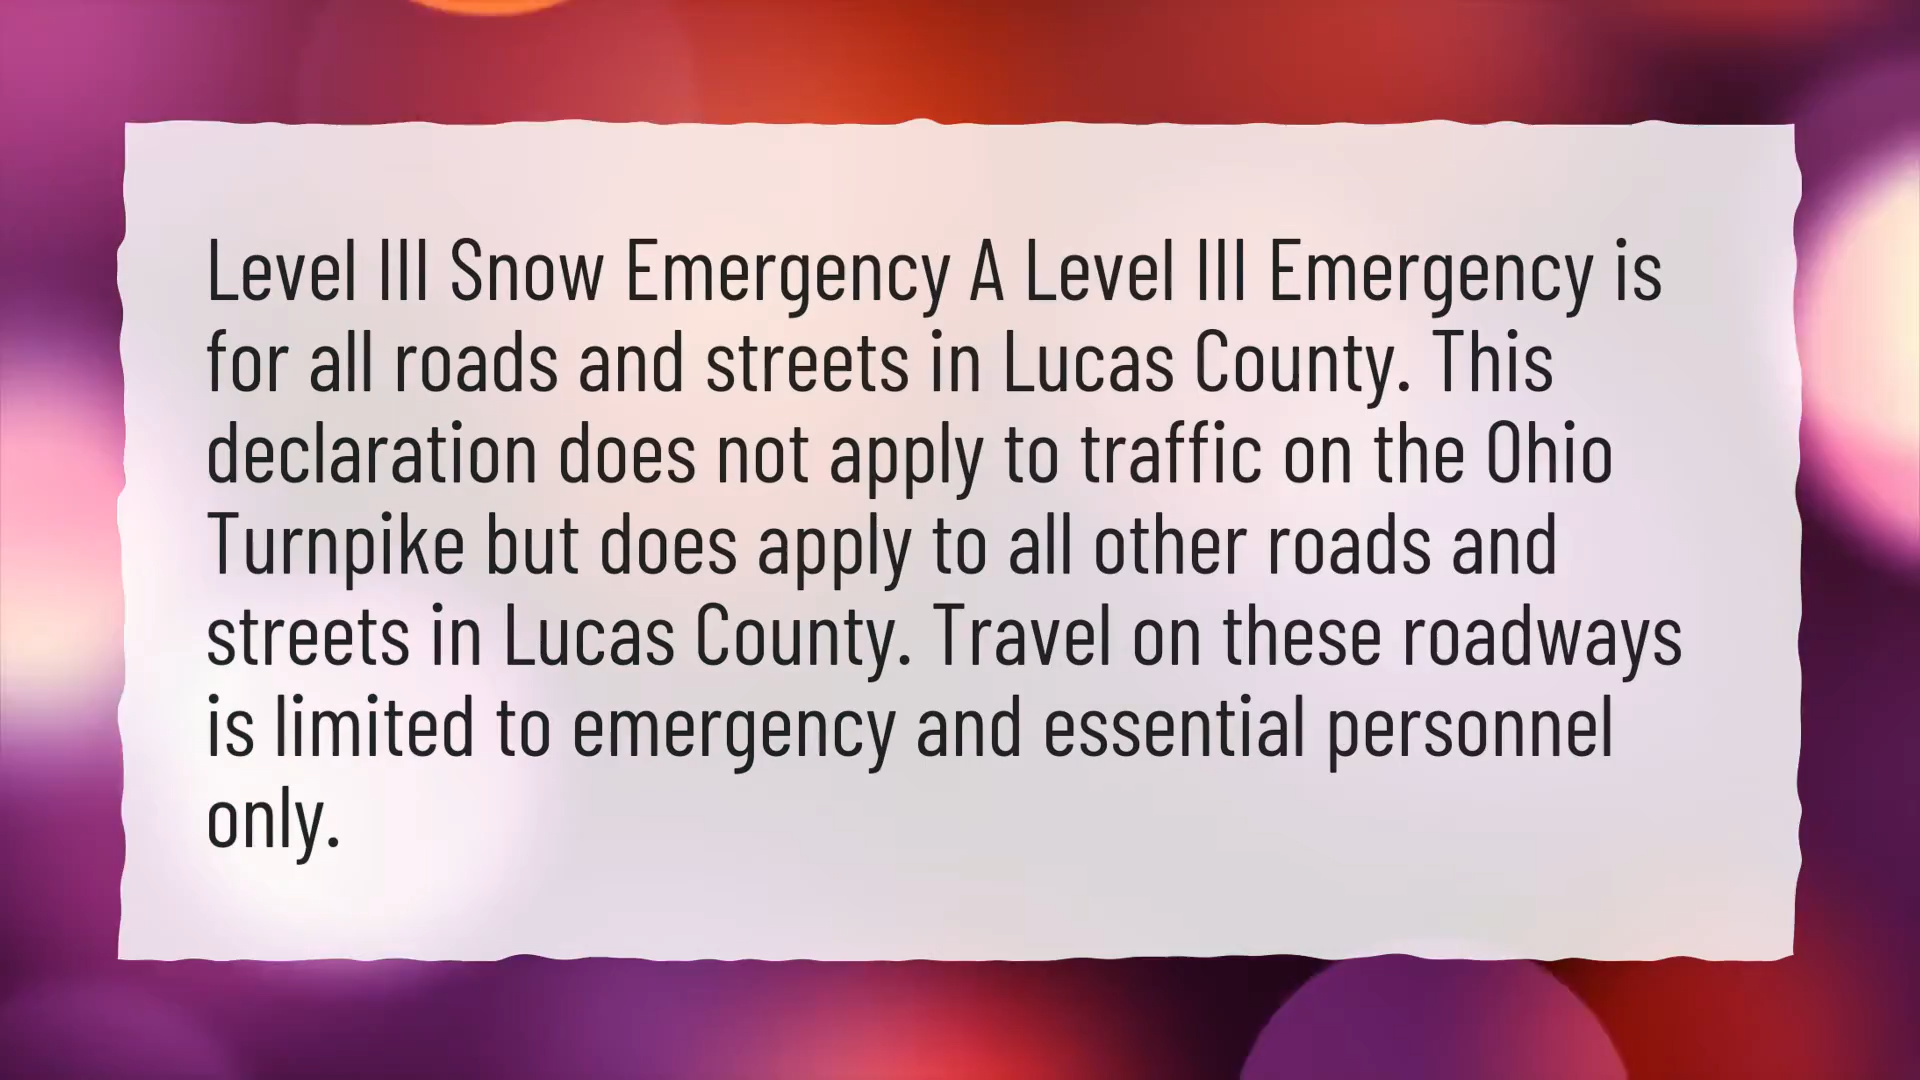 Level III Snow Emergency A Level III Emergency is
for all roads and streets in Lucas County. This
declaration does not apply to traffic on the Ohio
Turnpike but does apply to all other roads and
streets in Lucas County. Travel on these roadways
is limited to emergency and essential personnel
only.